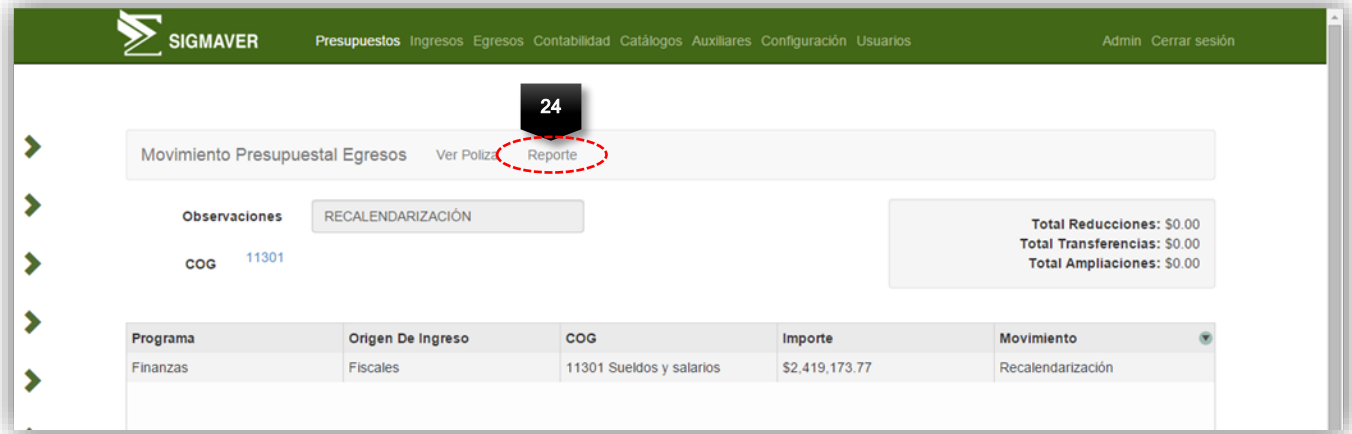 SIGMAVER Presupuestos Ingresos Egresos Contabilidad Catálogos Auxiliares Configuración Usuarios Admin Cerrar sesión
24
Movimiento Presupuestal Egresos Ver Poliza Reporte
Observaciones RECALENDARIZACIÓN
COG 11301
Total Reducciones: $0.00
Total Transferencias: $0.00
Total Ampliaciones: $0.00
Programa Origen De Ingreso COG Importe Movimiento
Finanzas Fiscales 11301 Sueldos y salarios $2,419,173.77 Recalendarización